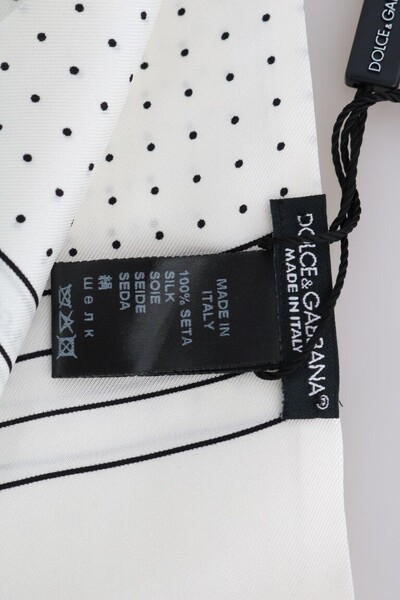 DOLCE & GA
DOLCE&GABBANA®
MADE IN ITALY
MADE IN
ITALY
100% SETA
SILK
SOIE
SEIDE
SEDA
絹
шелк